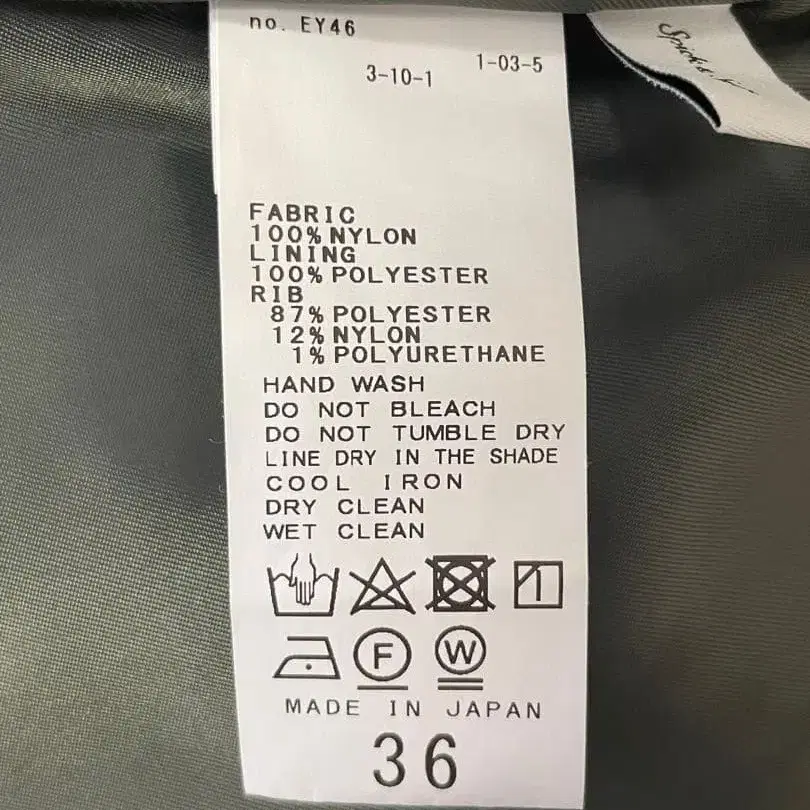 no. EY46
3-10-1 1-03-5
FABRIC
100% NYLON
LINING
100% POLYESTER
RIB
87% POLYESTER
12% NYLON
1% POLYURETHANE
HAND WASH
DO NOT BLEACH
DO NOT TUMBLE DRY
LINE DRY IN THE SHADE
COOL IRON
DRY CLEAN
WET CLEAN
F W
MADE IN JAPAN
36